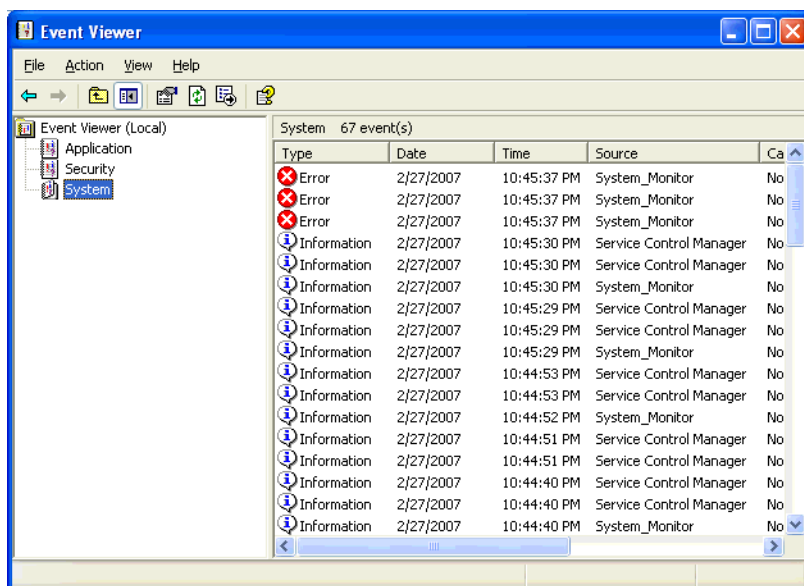 Event Viewer
File Action View Help
Event Viewer (Local)
Application
Security
System
System 67 event(s)
Type Date Time Source Ca
Error 2/27/2007 10:45:37 PM System_Monitor No
Error 2/27/2007 10:45:37 PM System_Monitor No
Error 2/27/2007 10:45:37 PM System_Monitor No
Information 2/27/2007 10:45:30 PM Service Control Manager No
Information 2/27/2007 10:45:30 PM Service Control Manager No
Information 2/27/2007 10:45:30 PM System_Monitor No
Information 2/27/2007 10:45:29 PM Service Control Manager No
Information 2/27/2007 10:45:29 PM Service Control Manager No
Information 2/27/2007 10:45:29 PM System_Monitor No
Information 2/27/2007 10:44:53 PM Service Control Manager No
Information 2/27/2007 10:44:53 PM Service Control Manager No
Information 2/27/2007 10:44:52 PM System_Monitor No
Information 2/27/2007 10:44:51 PM Service Control Manager No
Information 2/27/2007 10:44:51 PM Service Control Manager No
Information 2/27/2007 10:44:40 PM Service Control Manager No
Information 2/27/2007 10:44:40 PM Service Control Manager No
Information 2/27/2007 10:44:40 PM System_Monitor No